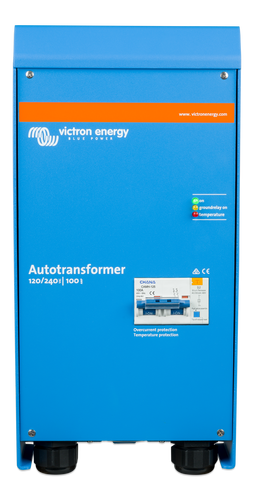 www.victronenergy.com
victron energy
BLUE POWER
on
groundrelay on
temperature
Autotransformer
120/240V | 100A
CHANA
Overcurrent protection
Temperature protection